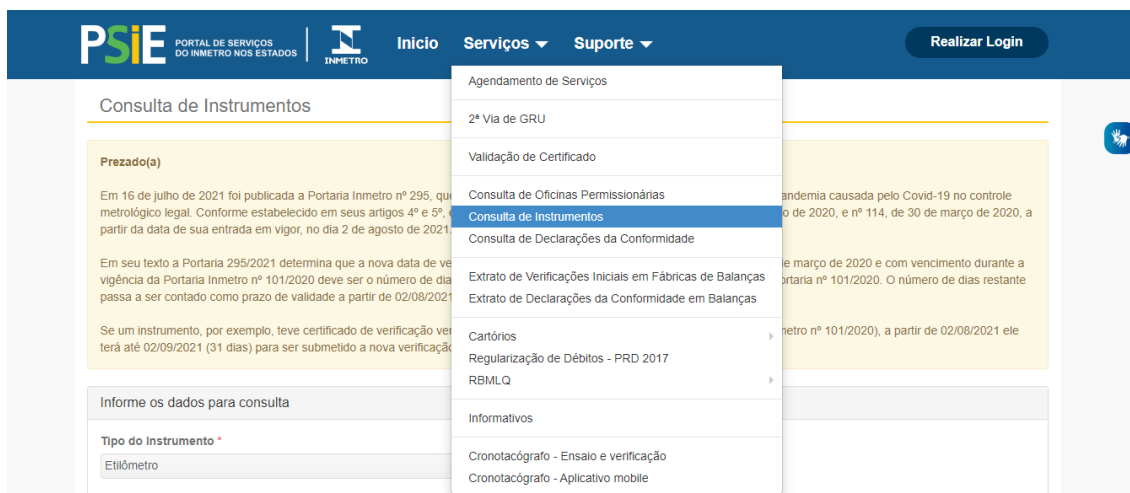 PSiE PORTAL DE SERVIÇOS
DO INMETRO NOS ESTADOS
INMETRO
Inicio Serviços Suporte
Realizar Login
Agendamento de Serviços
2ª Via de GRU
Validação de Certificado
Consulta de Oficinas Permissionárias
Consulta de Instrumentos
Consulta de Declarações da Conformidade
Extrato de Verificações Iniciais em Fábricas de Balanças
Extrato de Declarações da Conformidade em Balanças
Cartórios
Regularização de Débitos - PRD 2017
RBMLQ
Informativos
Cronotacógrafo - Ensaio e verificação
Cronotacógrafo - Aplicativo mobile
Consulta de Instrumentos
Prezado(a)
Em 16 de julho de 2021 foi publicada a Portaria Inmetro nº 295, que andemia causada pelo Covid-19 no controle
metrológico legal. Conforme estabelecido em seus artigos 4º e 5º, o de 2020, e nº 114, de 30 de março de 2020, a
partir da data de sua entrada em vigor, no dia 2 de agosto de 2021.
Em seu texto a Portaria 295/2021 determina que a nova data de ve e março de 2020 e com vencimento durante a
vigência da Portaria Inmetro nº 101/2020 deve ser o número de dia ortaria nº 101/2020. O número de dias restante
passa a ser contado como prazo de validade a partir de 02/08/2021
Se um instrumento, por exemplo, teve certificado de verificação ver metro nº 101/2020), a partir de 02/08/2021 ele
terá até 02/09/2021 (31 dias) para ser submetido a nova verificação
Informe os dados para consulta
Tipo do Instrumento *
Etilômetro